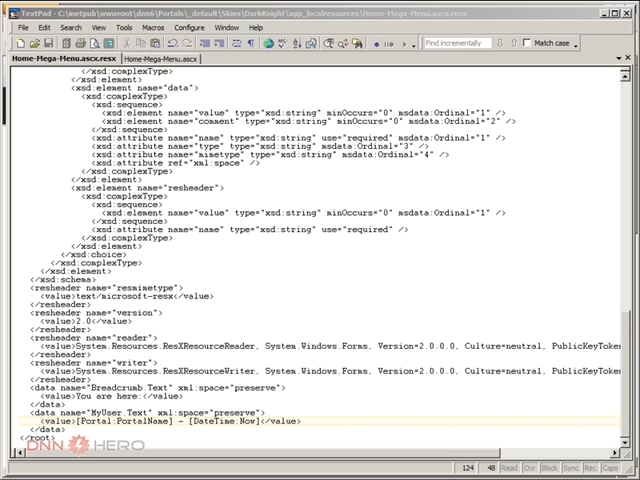 TextPad - C:\inetpub\wwwroot\dnn6\Portals\_default\Skins\DarkKnight\app_localresources\Home-Mega-Menu.ascx.resx
File Edit Search View Tools Macros Configure Window Help
Find incrementally Match case
Home-Mega-Menu.ascx.resx Home-Mega-Menu.ascx
</xsd:complexType>
</xsd:element>
<xsd:element name="data">
<xsd:complexType>
<xsd:sequence>
<xsd:element name="value" type="xsd:string" minOccurs="0" msdata:Ordinal="1" />
<xsd:element name="comment" type="xsd:string" minOccurs="0" msdata:Ordinal="2" />
</xsd:sequence>
<xsd:attribute name="name" type="xsd:string" use="required" msdata:Ordinal="1" />
<xsd:attribute name="type" type="xsd:string" msdata:Ordinal="3" />
<xsd:attribute name="mimetype" type="xsd:string" msdata:Ordinal="4" />
<xsd:attribute ref="xml:space" />
</xsd:complexType>
</xsd:element>
<xsd:element name="resheader">
<xsd:complexType>
<xsd:sequence>
<xsd:element name="value" type="xsd:string" minOccurs="0" msdata:Ordinal="1" />
</xsd:sequence>
<xsd:attribute name="name" type="xsd:string" use="required" />
</xsd:complexType>
</xsd:element>
</xsd:choice>
</xsd:complexType>
</xsd:element>
</xsd:schema>
<resheader name="resmimetype">
<value>text/microsoft-resx</value>
</resheader>
<resheader name="version">
<value>2.0</value>
</resheader>
<resheader name="reader">
<value>System.Resources.ResXResourceReader, System.Windows.Forms, Version=2.0.0.0, Culture=neutral, PublicKeyToken
</resheader>
<resheader name="writer">
<value>System.Resources.ResXResourceWriter, System.Windows.Forms, Version=2.0.0.0, Culture=neutral, PublicKeyToken
</resheader>
<data name="Breadcrumb.Text" xml:space="preserve">
<value>You are here:</value>
</data>
<data name="MyUser.Text" xml:space="preserve">
<value>[Portal:PortalName] - [DateTime:Now]</value>
</data>
</root>
DNN HERO
124 48 Read Ovr Block Sync Rec Caps